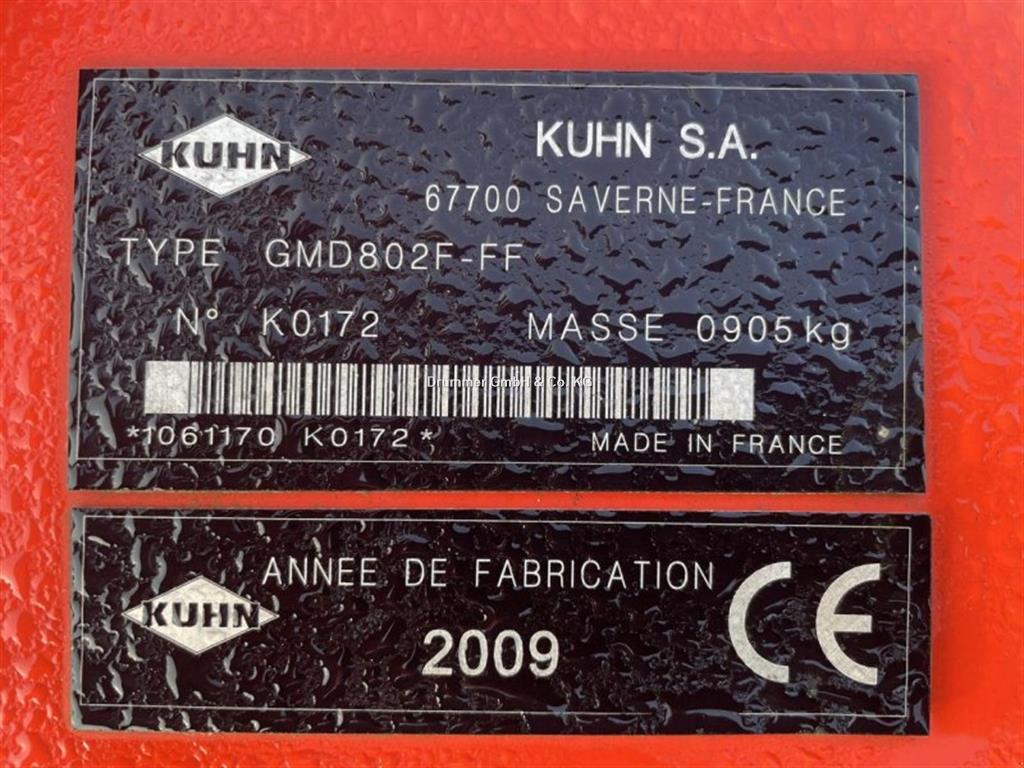 KUHN
KUHN S.A.
67700 SAVERNE-FRANCE
TYPE GMD802F-FF
N° K0172 MASSE 0905kg
Drummer GmbH & Co. KG
*1061170 K0172* MADE IN FRANCE
ANNEE DE FABRICATION
KUHN
2009
CE